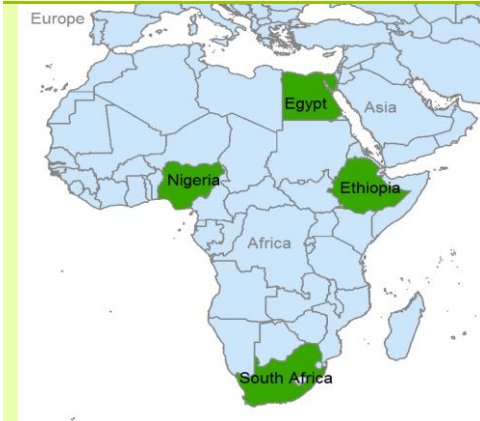 Europe
Egypt
Asia
Nigeria
Ethiopia
Africa
South Africa